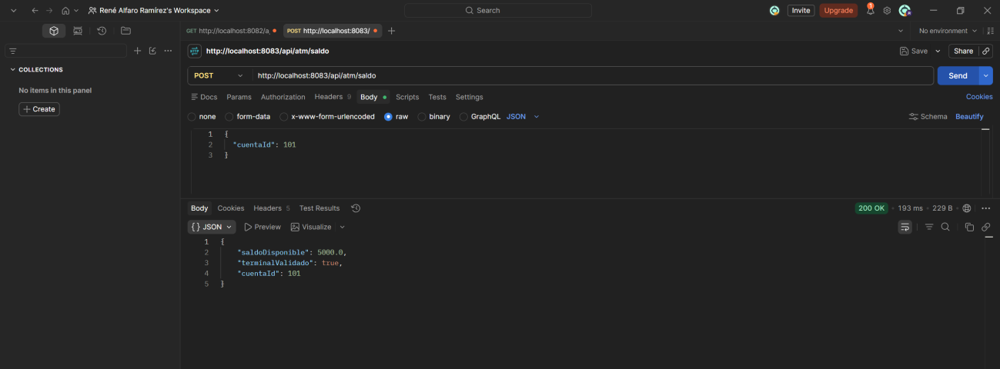 René Alfaro Ramírez's Workspace
Search
Invite
Upgrade
1
GET http://localhost:8082/a
POST http://localhost:8083/
No environment
http://localhost:8083/api/atm/saldo
Save
Share
COLLECTIONS
No items in this panel
Create
POST
http://localhost:8083/api/atm/saldo
Send
Docs Params Authorization Headers 9 Body Scripts Tests Settings
Cookies
none form-data x-www-form-urlencoded raw binary GraphQL JSON
Schema Beautify
1 {
2 "cuentaId": 101
3 }
Body Cookies Headers 5 Test Results
200 OK • 193 ms • 229 B •
{} JSON Preview Visualize
1 {
2 "saldoDisponible": 5000.0,
3 "terminalValidado": true,
4 "cuentaId": 101
5 }